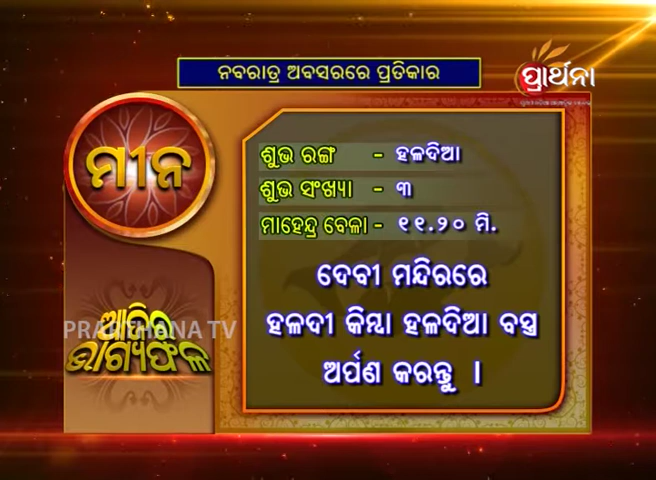 ନବରାତ୍ର ଅବସରରେ ପ୍ରତିକାର
ପ୍ରାର୍ଥନା
ମୀନ
ଶୁଭ ରଙ୍ଗ - ହଳଦିଆ
ଶୁଭ ସଂଖ୍ୟା - ୩
ମାହେନ୍ଦ୍ର ବେଳା - ୧୧.୨୦ ମି.
ଦେବୀ ମନ୍ଦିରରେ
ହଳଦୀ କିମ୍ବା ହଳଦିଆ ବସ୍ତ୍ର
ଅର୍ପଣ କରନ୍ତୁ ।
ଆଜିର
PRARTHANA TV
ଭାଗ୍ୟଫଳ